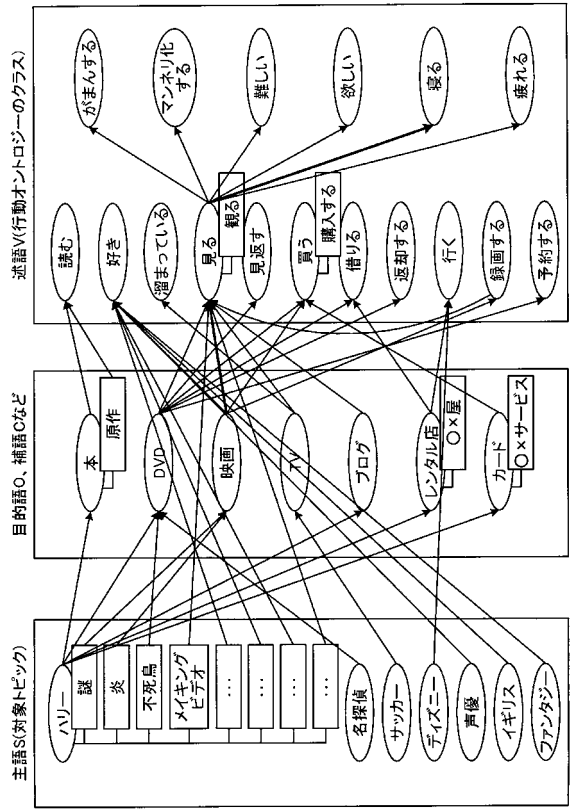 主語S(対象トピック)
ハリー
謎
炎
不死鳥
メイキング
ビデオ
...
...
...
...
名探偵
サッカー
ディズニー
声優
イギリス
ファンタジー
目的語O、補語Cなど
本
原作
DVD
映画
TV
ブログ
レンタル店
〇×屋
カード
〇×サービス
述語V(行動オントロジーのクラス)
読む
好き
溜まっている
見る
観る
見返す
買う
購入する
借りる
返却する
行く
録画する
予約する
がまんする
マンネリ化
する
難しい
欲しい
寝る
疲れる